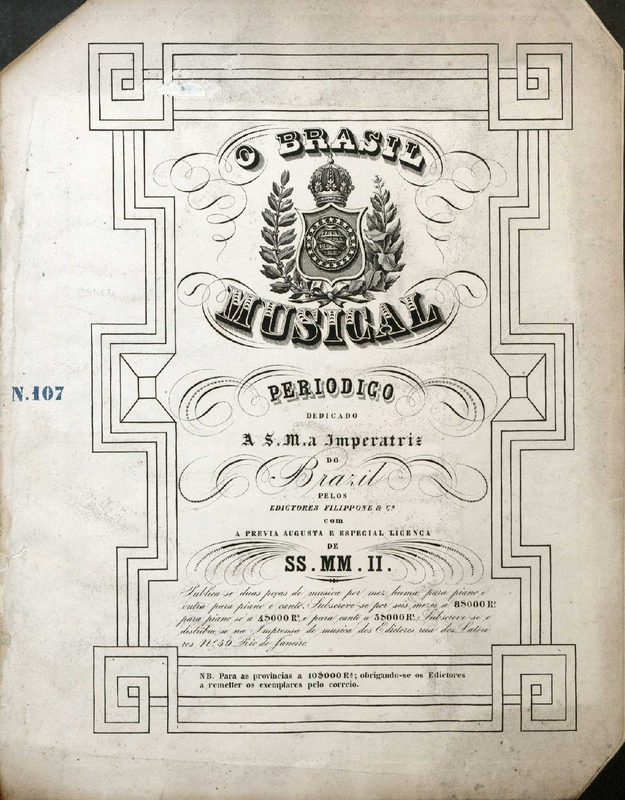 O BRASIL
MUSICAL
N.107
PERIODICO
DEDICADO
A S.M.a Imperatriz
DO
Brazil
PELOS
EDICTORES FILIPPONE & Cª
com
A PREVIA AUGUSTA E ESPECIAL LICENÇA
DE
SS. MM. II.
Publica-se duas peças de musica por mez, huma para piano e
outra para piano e canto. Subscreve-se por seis mezes a 8$000 Rs
para piano só a 4$000 Rs. e para canto a 5$000 Rs.; Subscreve-se e
distribue-se na Imprensa de musica dos Edictores rua dos Latoei-
ros Nº 59 Rio de Janeiro.
NB. Para as provincias a 10$000 Rs; obrigando-se os Edictores
a remetter os exemplares pelo correio.